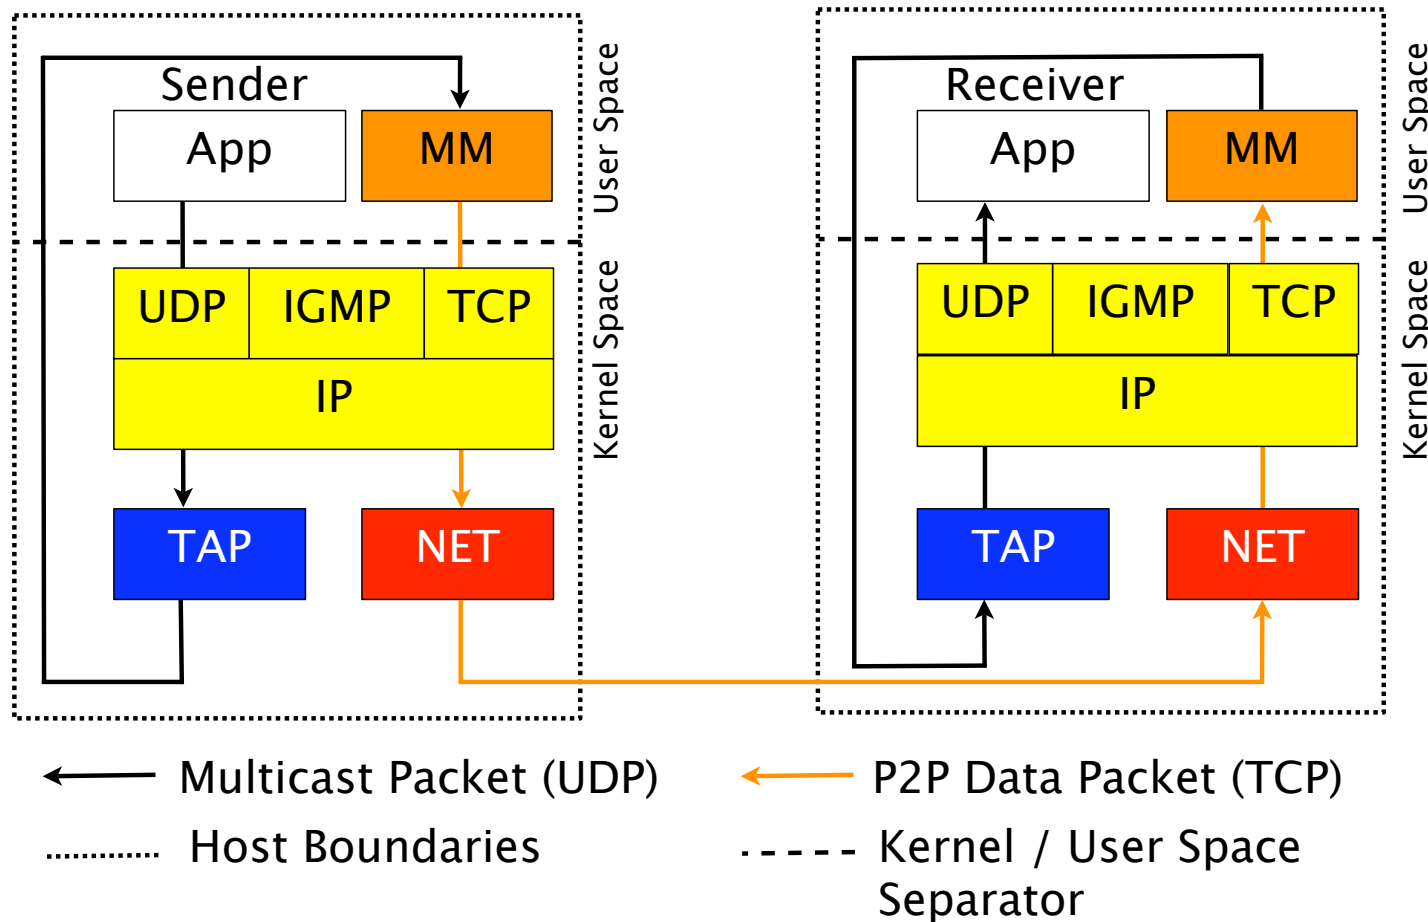 Sender
App
MM
User Space
UDP
IGMP
TCP
IP
Kernel Space
TAP
NET
Receiver
App
MM
User Space
UDP
IGMP
TCP
IP
Kernel Space
TAP
NET
Multicast Packet (UDP)
P2P Data Packet (TCP)
Host Boundaries
Kernel / User Space
Separator